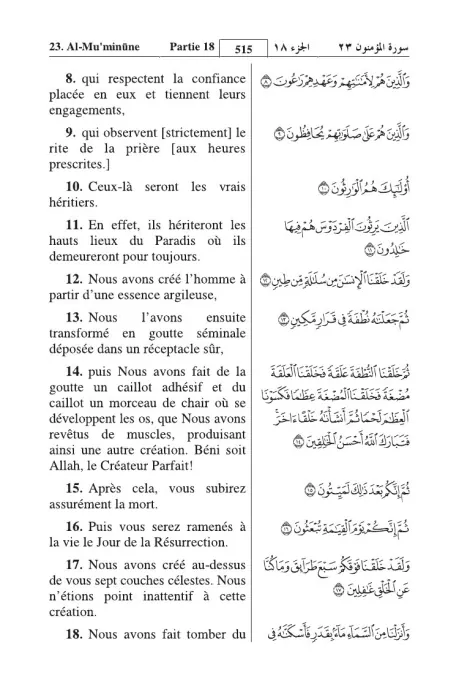 23. Al-Mu'minūne Partie 18 515 الجزء ١٨ سورة المؤمنون ٢٣
8. qui respectent la confiance
placée en eux et tiennent leurs
engagements,
وَٱلَّذِينَ هُمْ لِأَمَٰنَٰتِهِمْ وَعَهْدِهِمْ رَٰعُونَ ٨
9. qui observent [strictement] le
rite de la prière [aux heures
prescrites.]
وَٱلَّذِينَ هُمْ عَلَىٰ صَلَوَٰتِهِمْ يُحَافِظُونَ ٩
10. Ceux-là seront les vrais
héritiers.
أُو۟لَٰٓئِكَ هُمُ ٱلْوَٰرِثُونَ ١٠
11. En effet, ils hériteront les
hauts lieux du Paradis où ils
demeureront pour toujours.
ٱلَّذِينَ يَرِثُونَ ٱلْفِرْدَوْسَ هُمْ فِيهَا
خَٰلِدُونَ ١١
12. Nous avons créé l'homme à
partir d'une essence argileuse,
وَلَقَدْ خَلَقْنَا ٱلْإِنسَٰنَ مِن سُلَٰلَةٍ مِّن طِينٍ ١٢
13. Nous l'avons ensuite
transformé en goutte séminale
déposée dans un réceptacle sûr,
ثُمَّ جَعَلْنَٰهُ نُطْفَةً فِى قَرَارٍ مَّكِينٍ ١٣
14. puis Nous avons fait de la
goutte un caillot adhésif et du
caillot un morceau de chair où se
développent les os, que Nous avons
revêtus de muscles, produisant
ainsi une autre création. Béni soit
Allah, le Créateur Parfait!
ثُمَّ خَلَقْنَا ٱلنُّطْفَةَ عَلَقَةً فَخَلَقْنَا ٱلْعَلَقَةَ
مُضْغَةً فَخَلَقْنَا ٱلْمُضْغَةَ عِظَٰمًا فَكَسَوْنَا
ٱلْعِظَٰمَ لَحْمًا ثُمَّ أَنشَأْنَٰهُ خَلْقًا ءَاخَرَ
فَتَبَارَكَ ٱللَّهُ أَحْسَنُ ٱلْخَٰلِقِينَ ١٤
15. Après cela, vous subirez
assurément la mort.
ثُمَّ إِنَّكُم بَعْدَ ذَٰلِكَ لَمَيِّتُونَ ١٥
16. Puis vous serez ramenés à
la vie le Jour de la Résurrection.
ثُمَّ إِنَّكُمْ يَوْمَ ٱلْقِيَٰمَةِ تُبْعَثُونَ ١٦
17. Nous avons créé au-dessus
de vous sept couches célestes. Nous
n'étions point inattentif à cette
création.
وَلَقَدْ خَلَقْنَا فَوْقَكُمْ سَبْعَ طَرَآئِقَ وَمَا كُنَّا
عَنِ ٱلْخَلْقِ غَٰفِلِينَ ١٧
18. Nous avons fait tomber du
وَأَنزَلْنَا مِنَ ٱلسَّمَآءِ مَآءًۢ بِقَدَرٍ فَأَسْكَنَّٰهُ فِى